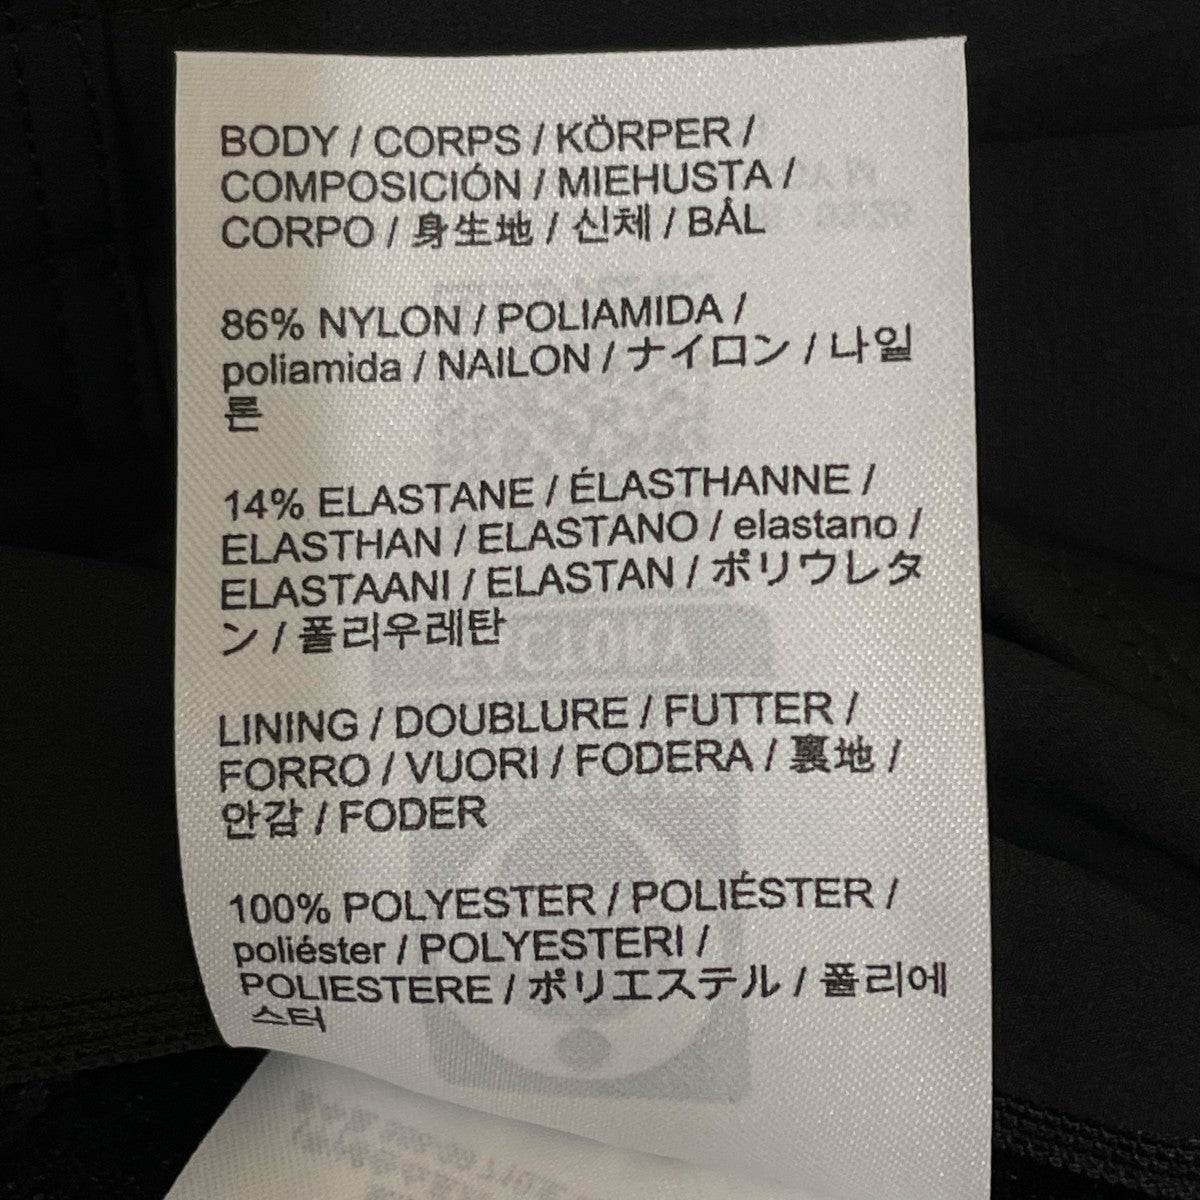 BODY / CORPS / KÖRPER /
COMPOSICIÓN / MIEHUSTA /
CORPO / 身生地 / 신체 / BÅL
86% NYLON / POLIAMIDA /
poliamida / NAILON / ナイロン / 나일
론
14% ELASTANE / ÉLASTHANNE /
ELASTHAN / ELASTANO / elastano /
ELASTAANI / ELASTAN / ポリウレタ
ン / 폴리우레탄
LINING / DOUBLURE / FUTTER /
FORRO / VUORI / FODERA / 裏地 /
안감 / FODER
100% POLYESTER / POLIÉSTER /
poliéster / POLYESTERI /
POLIESTERE / ポリエステル / 폴리에
스터